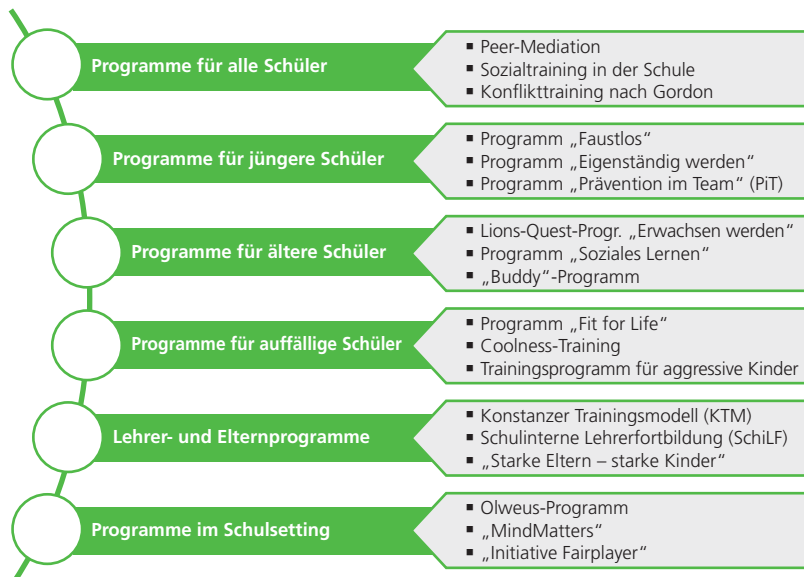 Programme für alle Schüler
▪ Peer-Mediation
▪ Sozialtraining in der Schule
▪ Konflikttraining nach Gordon
Programme für jüngere Schüler
▪ Programm „Faustlos“
▪ Programm „Eigenständig werden“
▪ Programm „Prävention im Team“ (PiT)
Programme für ältere Schüler
▪ Lions-Quest-Progr. „Erwachsen werden“
▪ Programm „Soziales Lernen“
▪ „Buddy“-Programm
Programme für auffällige Schüler
▪ Programm „Fit for Life“
▪ Coolness-Training
▪ Trainingsprogramm für aggressive Kinder
Lehrer- und Elternprogramme
▪ Konstanzer Trainingsmodell (KTM)
▪ Schulinterne Lehrerfortbildung (SchiLF)
▪ „Starke Eltern – starke Kinder“
Programme im Schulsetting
▪ Olweus-Programm
▪ „MindMatters“
▪ „Initiative Fairplayer“